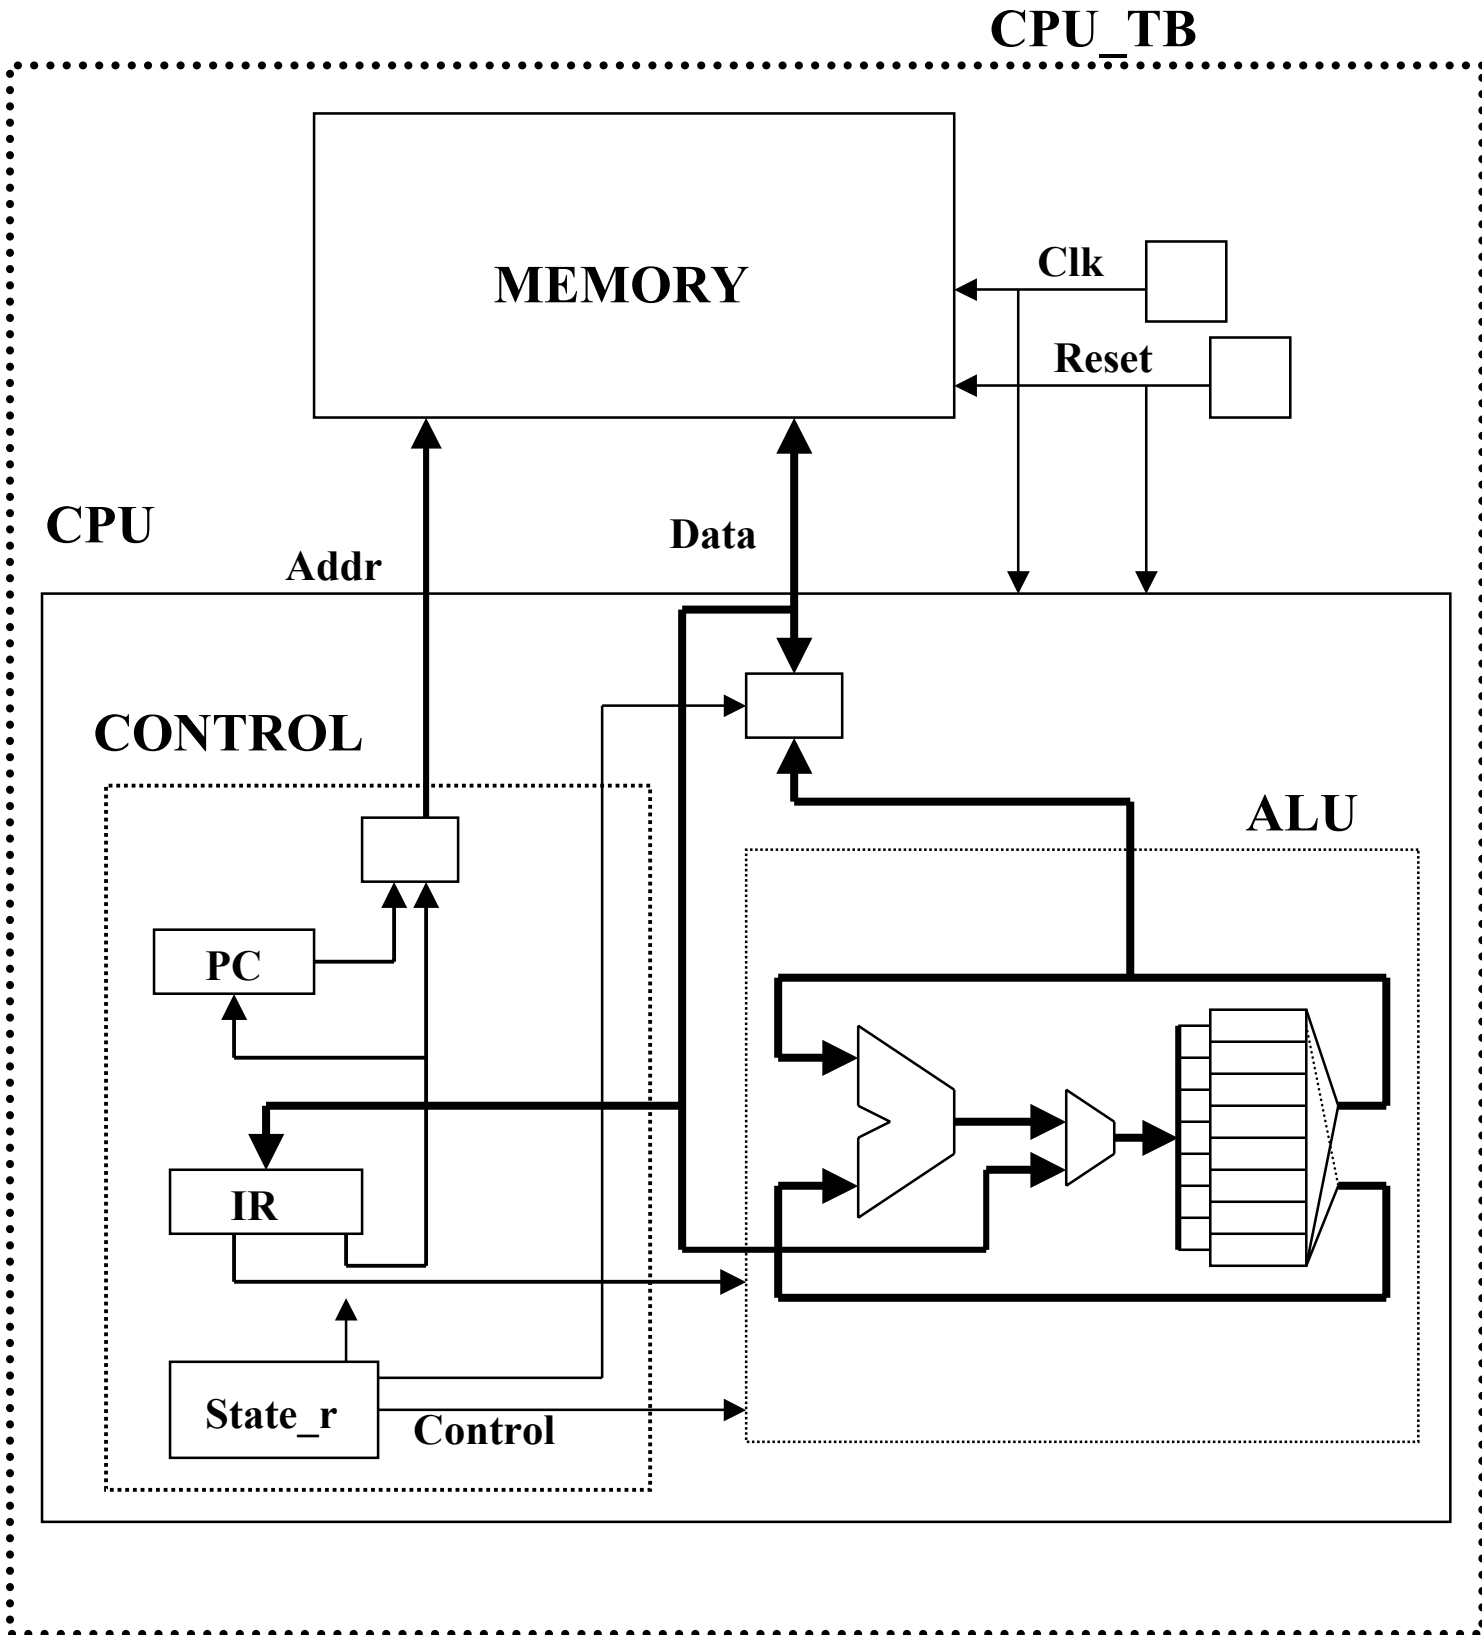 CPU_TB
MEMORY
Clk
Reset
CPU
Addr
Data
CONTROL
ALU
PC
IR
State_r
Control